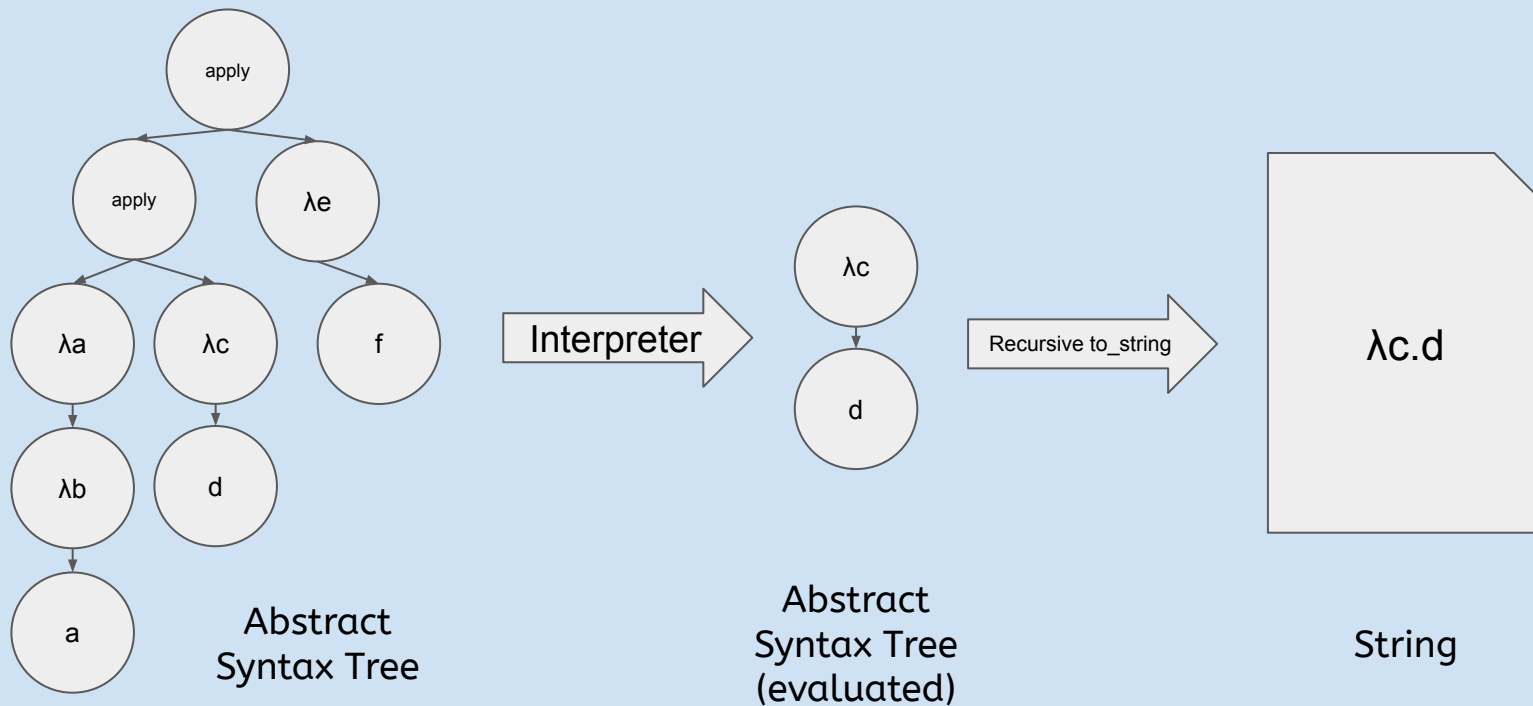 apply
apply
λe
λa
λc
f
λb
d
a
Abstract
Syntax Tree
Interpreter
λc
d
Abstract
Syntax Tree
(evaluated)
Recursive to_string
λc.d
String